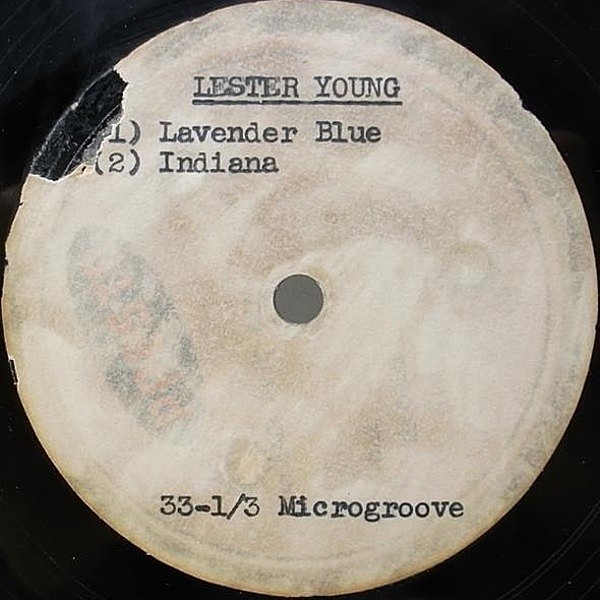 LESTER YOUNG
1) Lavender Blue
(2) Indiana
33-1/3 Microgroove